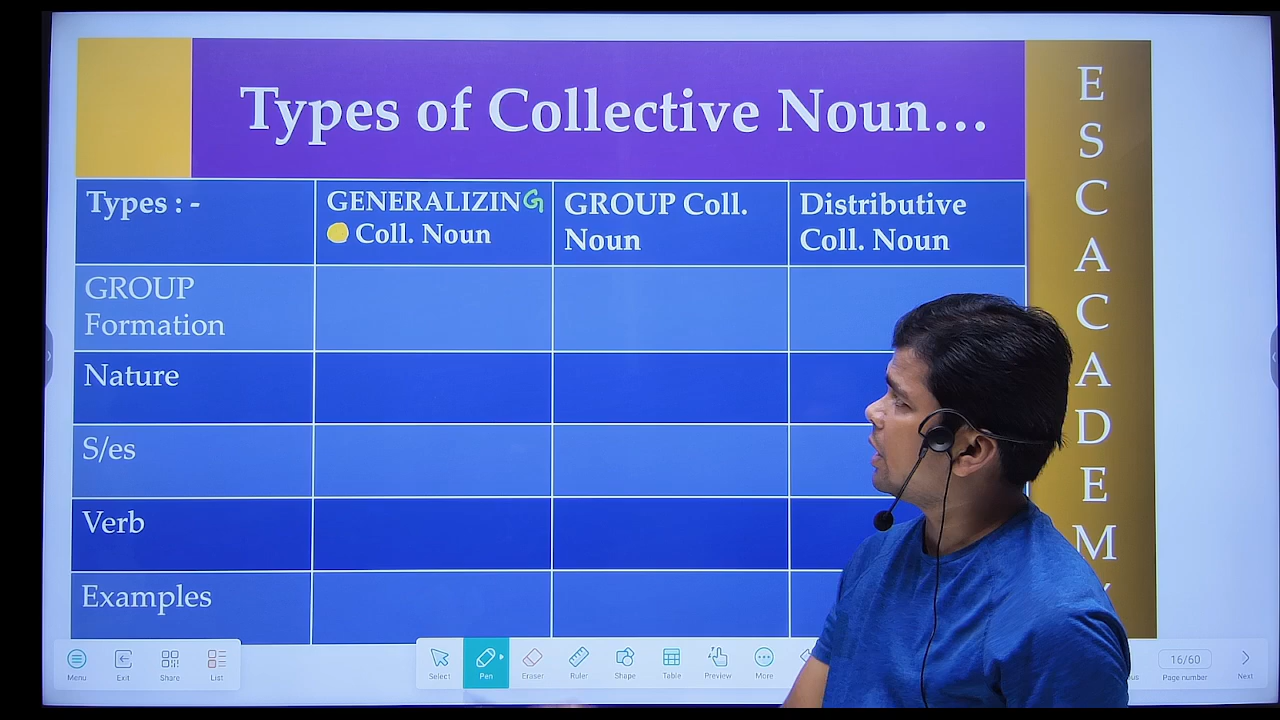 Types of Collective Noun...
Types : -
GENERALIZING
Coll. Noun
GROUP Coll.
Noun
Distributive
Coll. Noun
GROUP
Formation
Nature
S/es
Verb
Examples
E
S
C
A
C
A
D
E
M
Menu
Exit
Share
List
Select
Pen
Eraser
Ruler
Shape
Table
Preview
More
16/60
Page number
Next